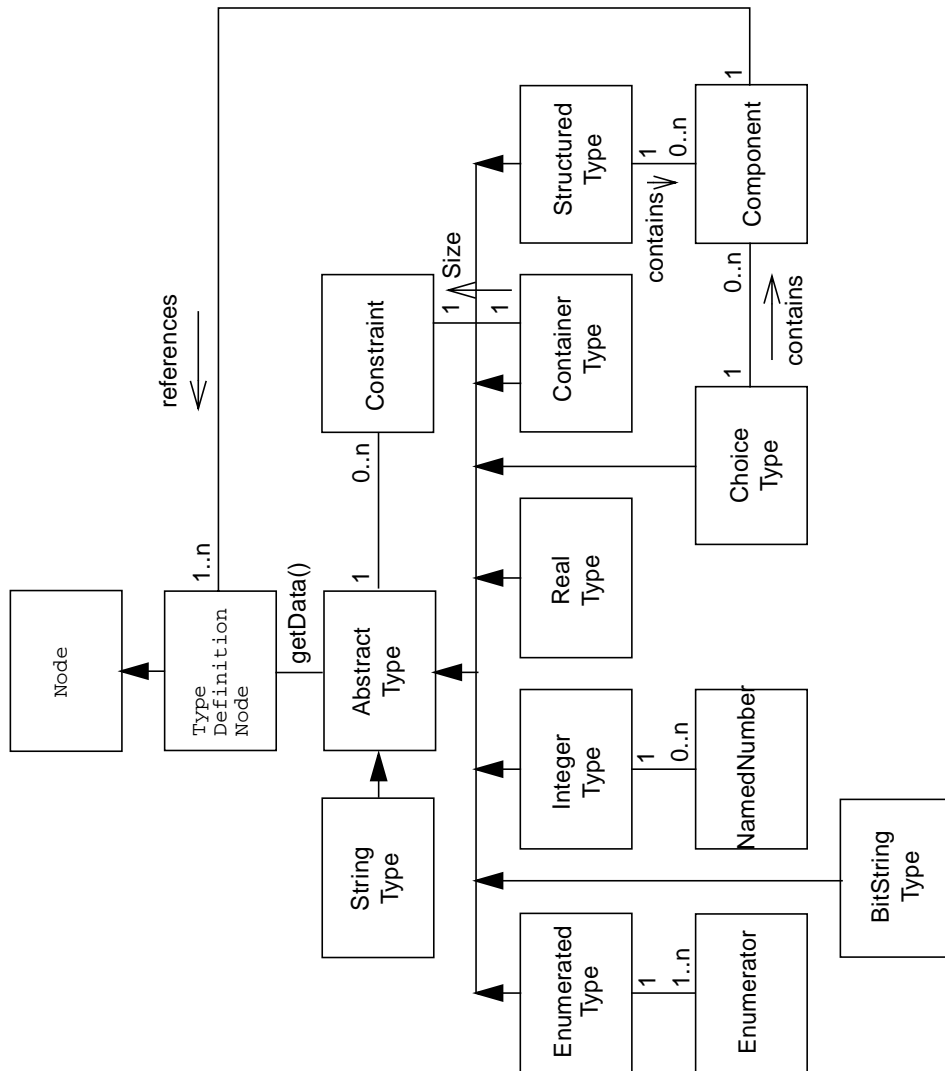 Node
references
Type
Definition
Node
1..n
getData()
String
Type
Abstract
Type
1
0..n
Constraint
1
Size
1
Enumerated
Type
Integer
Type
Real
Type
Container
Type
Structured
Type
1
1
contains
1
1..n
0..n
0..n
Enumerator
NamedNumber
Choice
Type
1
0..n
Component
1
contains
BitString
Type